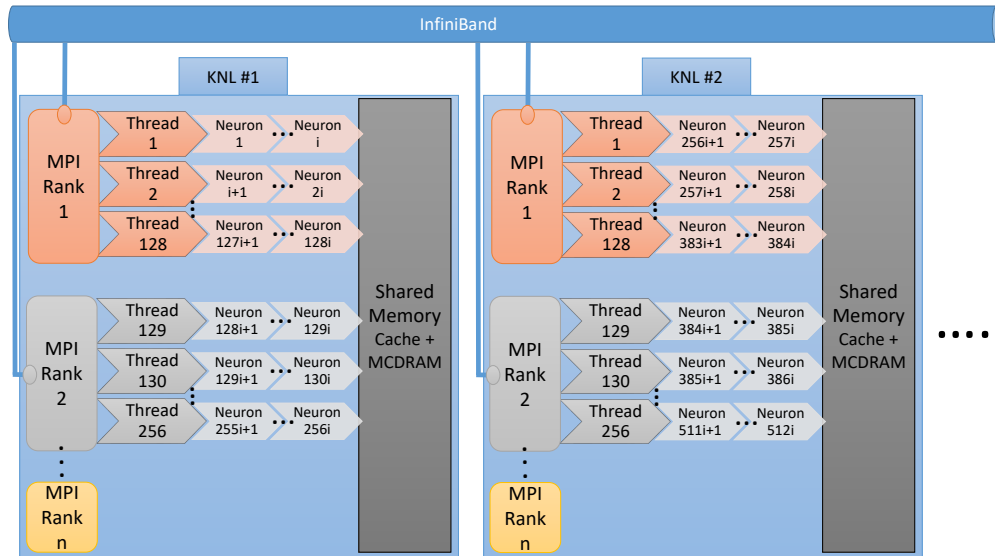 InfiniBand
KNL #1
MPI
Rank
1
Thread
1
Neuron
1
•••
Neuron
i
Thread
2
Neuron
i+1
•••
Neuron
2i
Thread
128
Neuron
127i+1
•••
Neuron
128i
MPI
Rank
2
Thread
129
Neuron
128i+1
•••
Neuron
129i
Thread
130
Neuron
129i+1
•••
Neuron
130i
Thread
256
Neuron
255i+1
•••
Neuron
256i
MPI
Rank
n
Shared
Memory
Cache +
MCDRAM
KNL #2
MPI
Rank
1
Thread
1
Neuron
256i+1
•••
Neuron
257i
Thread
2
Neuron
257i+1
•••
Neuron
258i
Thread
128
Neuron
383i+1
•••
Neuron
384i
MPI
Rank
2
Thread
129
Neuron
384i+1
•••
Neuron
385i
Thread
130
Neuron
385i+1
•••
Neuron
386i
Thread
256
Neuron
511i+1
•••
Neuron
512i
MPI
Rank
n
Shared
Memory
Cache +
MCDRAM
••••